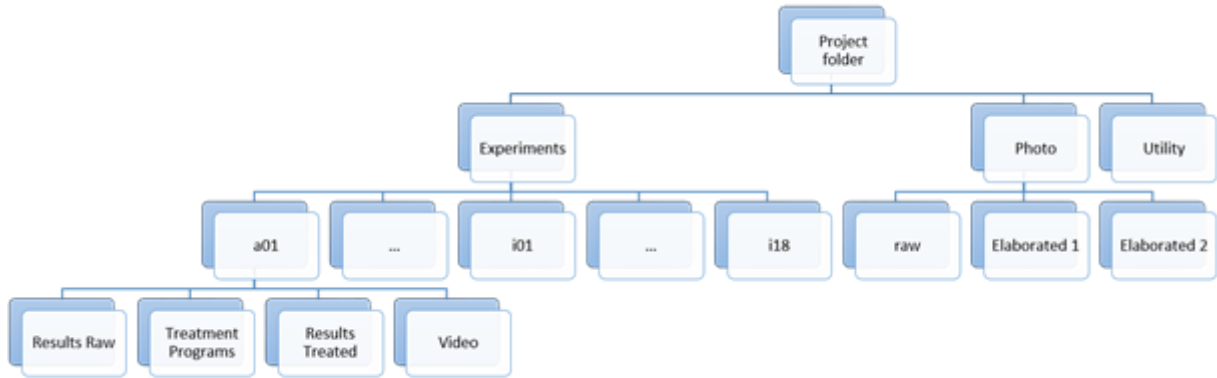 Project
folder
Experiments
Photo
Utility
a01
...
i01
...
i18
raw
Elaborated 1
Elaborated 2
Results Raw
Treatment
Programs
Results
Treated
Video